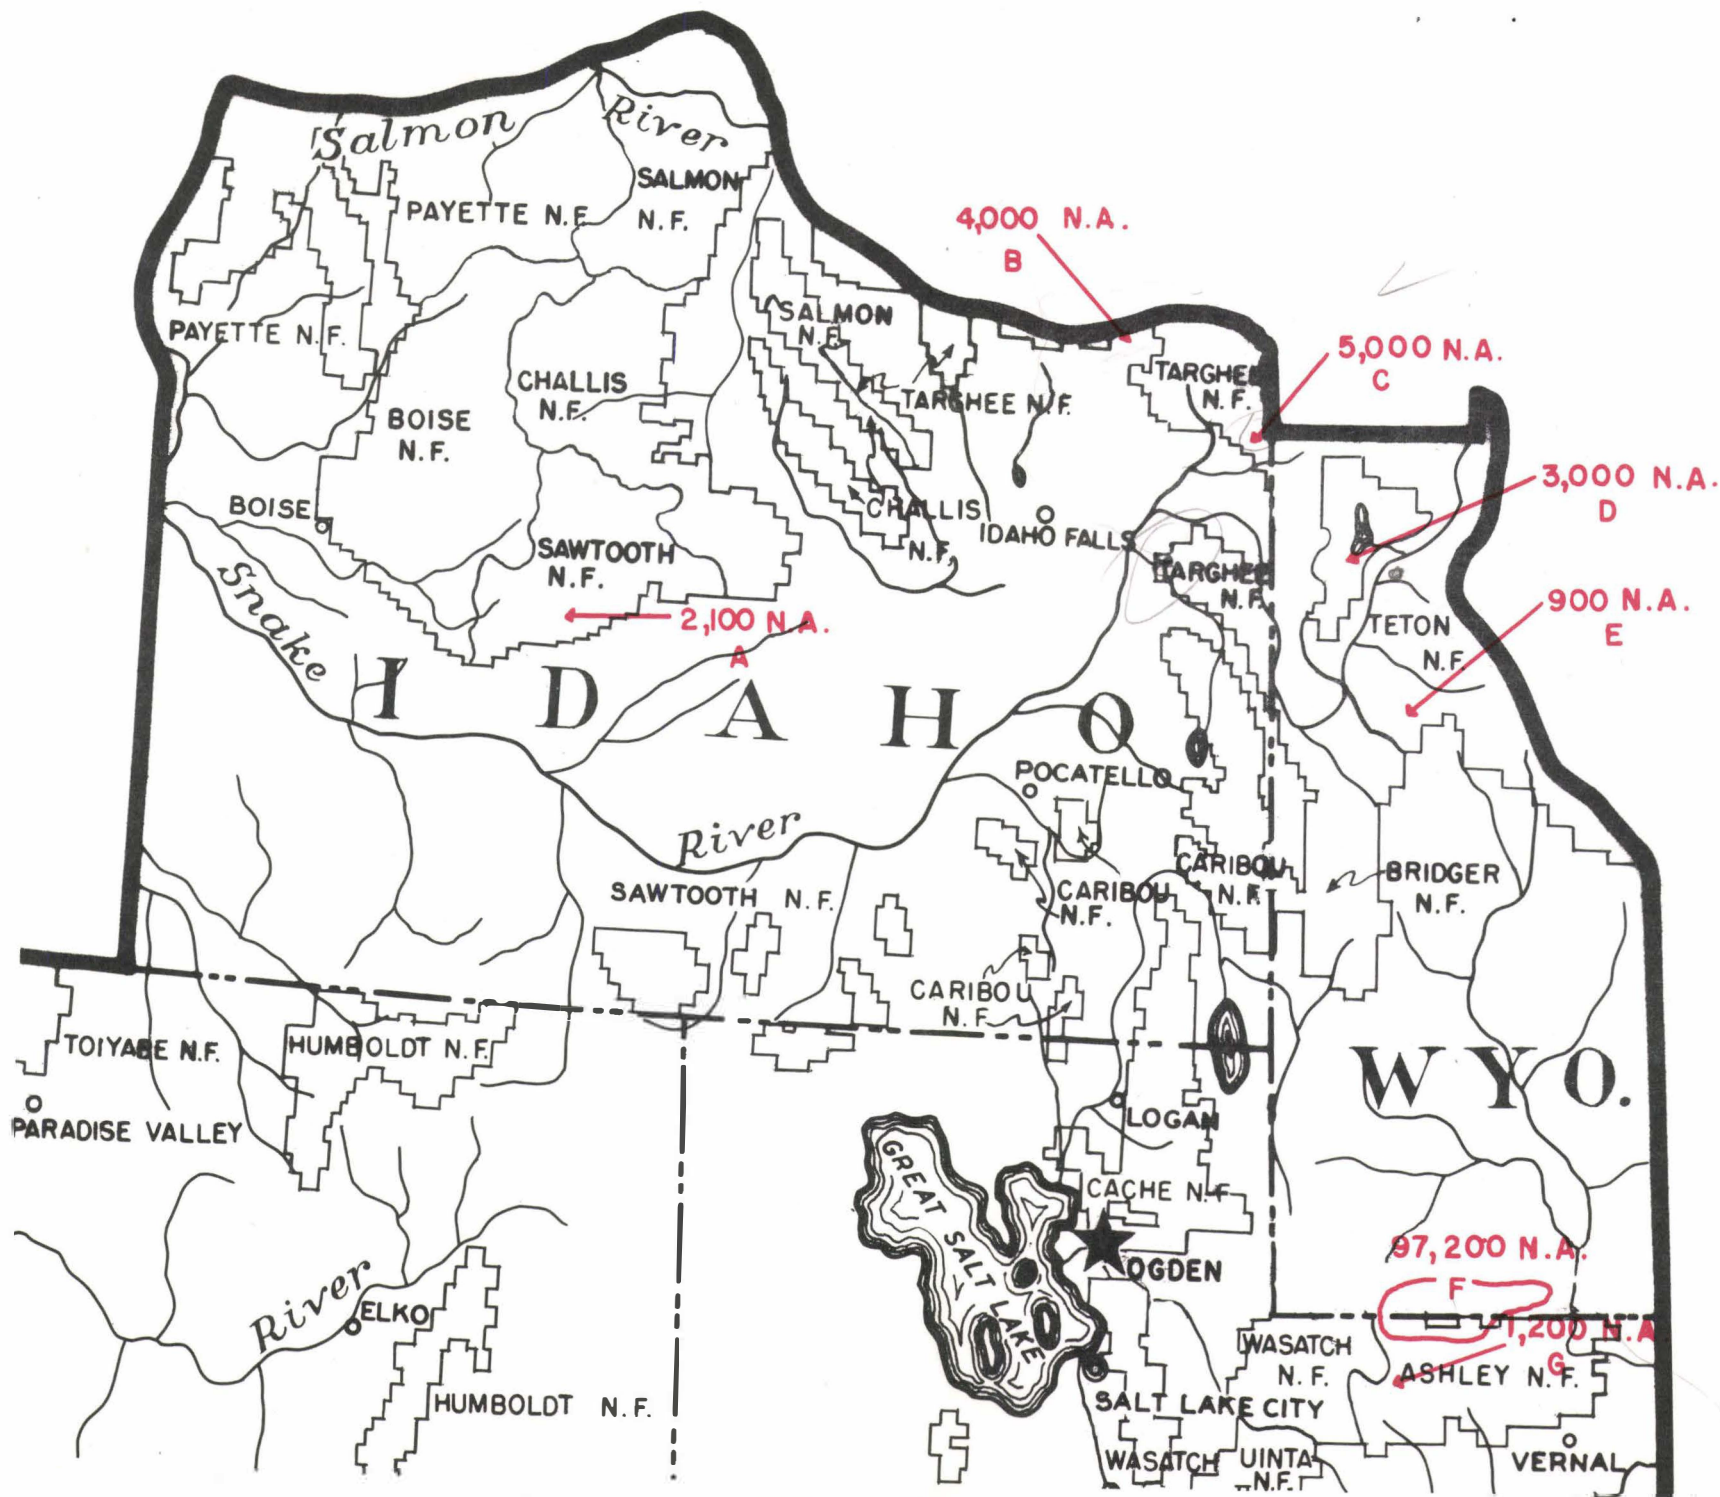 Salmon
River
SALMON
N.F.
PAYETTE N.F.
4,000 N.A.
B
PAYETTE N.F.
SALMON
N.F.
5,000 N.A.
C
TARGHEE
N.F.
CHALLIS
N.F.
TARGHEE N.F.
BOISE
N.F.
3,000 N.A.
D
BOISE
CHALLIS
N.F.
IDAHO FALLS
SAWTOOTH
N.F.
TARGHEE
N.F.
Snake
2,100 N.A.
A
900 N.A.
E
TETON
N.F.
IDAHO
POCATELLO
River
SAWTOOTH N.F.
CARIBOU
N.F.
CARIBOU
N.F.
BRIDGER
N.F.
CARIBOU
N.F.
TOIYABE N.F.
HUMBOLDT N.F.
WYO.
PARADISE VALLEY
LOGAN
GREAT SALT LAKE
CACHE N.F.
OGDEN
97,200 N.A.
F
River
ELKO
1,200 N.A
G
WASATCH
N.F.
ASHLEY N.F.
HUMBOLDT N.F.
SALT LAKE CITY
WASATCH
UINTA
N.F.
VERNAL